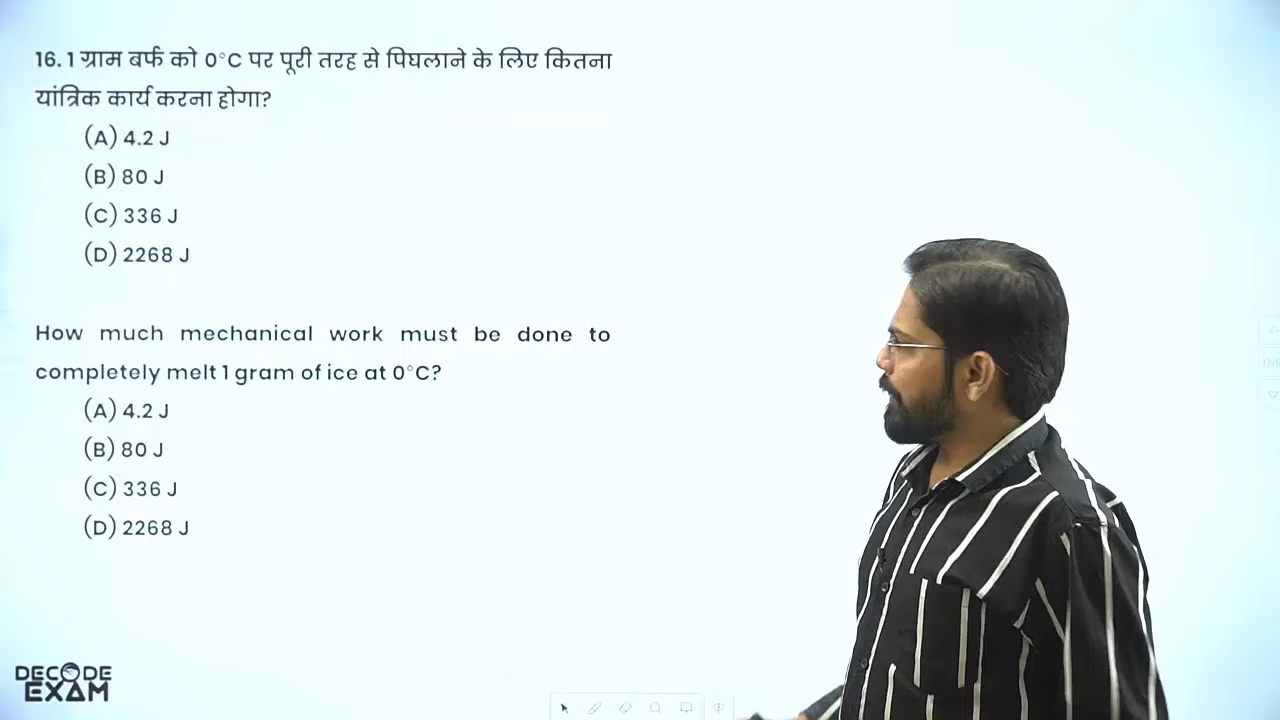 16. 1 ग्राम बर्फ को 0°C पर पूरी तरह से पिघलाने के लिए कितना
यांत्रिक कार्य करना होगा?
(A) 4.2 J
(B) 80 J
(C) 336 J
(D) 2268 J
How much mechanical work must be done to
completely melt 1 gram of ice at 0°C?
(A) 4.2 J
(B) 80 J
(C) 336 J
(D) 2268 J
DECODE
EXAM